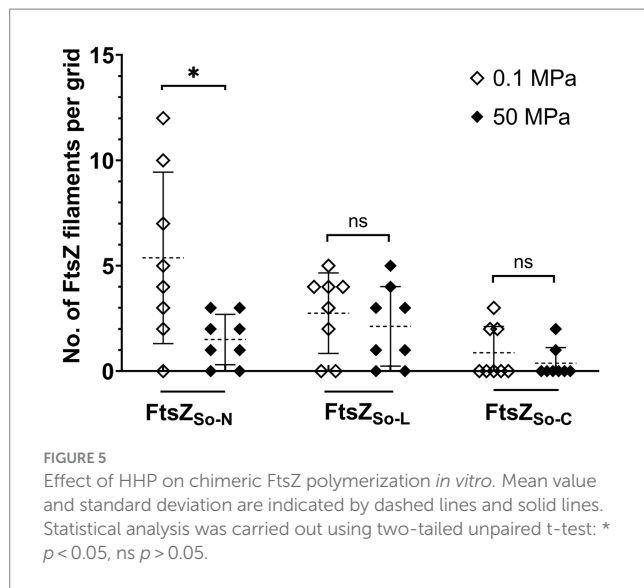 No. of FtsZ filaments per grid
15
10
5
0
*
ns
ns
◇ 0.1 MPa
◆ 50 MPa
FtsZSo-N
FtsZSo-L
FtsZSo-C
FIGURE 5
Effect of HHP on chimeric FtsZ polymerization in vitro. Mean value
and standard deviation are indicated by dashed lines and solid lines.
Statistical analysis was carried out using two-tailed unpaired t-test: *
p < 0.05, ns p > 0.05.